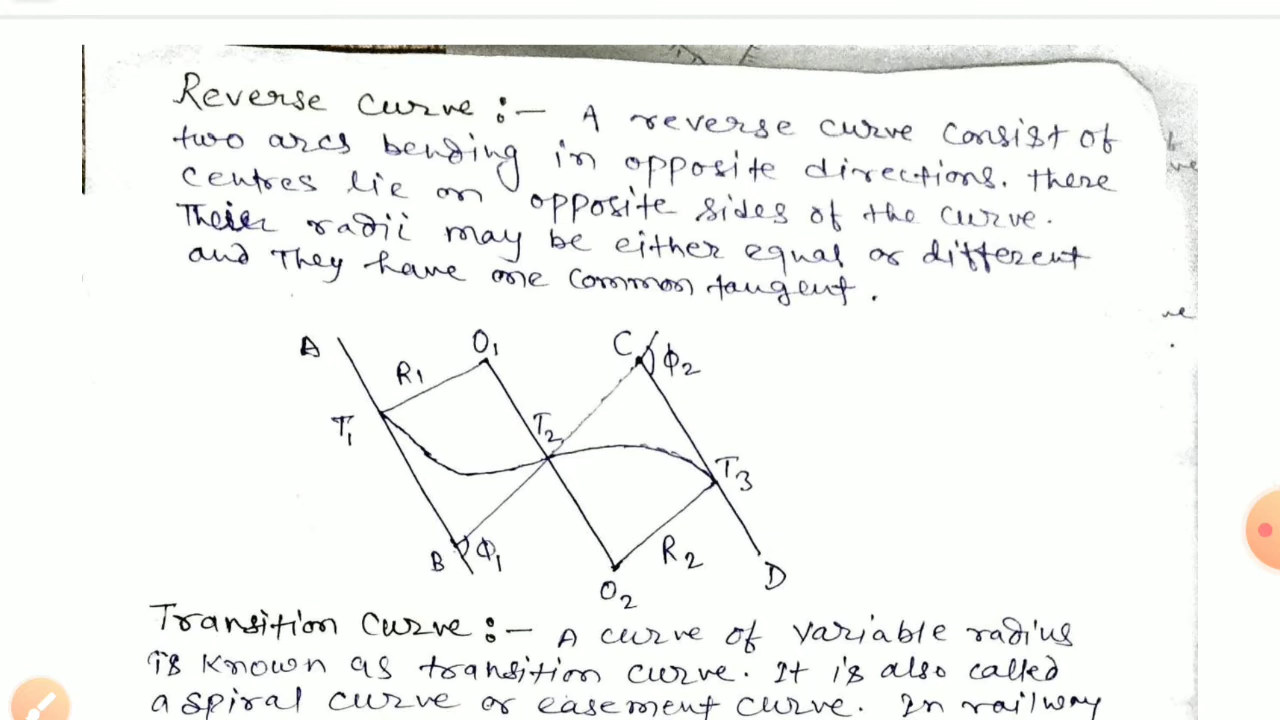 Reverse curve :- A reverse curve consist of
two arcs bending in opposite directions. there
centres lie on opposite sides of the curve.
Their radii may be either equal or different
and They have one common tangent.
A
R1
O1
C
ϕ2
T1
T2
T3
B
ϕ1
R2
O2
D
Transition curve :- A curve of variable radius
is known as transition curve. It is also called
a spiral curve or easement curve. In railway